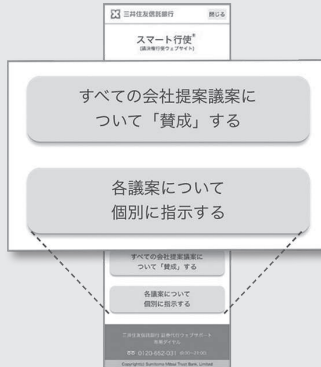 三井住友信託銀行
閉じる
スマート行使®
[議決権行使ウェブサイト]
すべての会社提案議案に
ついて「賛成」する
各議案について
個別に指示する
すべての会社提案議案に
ついて「賛成」する
各議案について
個別に指示する
三井住友信託銀行 証券代行ウェブサポート
専用ダイヤル
0120-652-031
Copyright(c) Sumitomo Mitsui Trust Bank, Limited